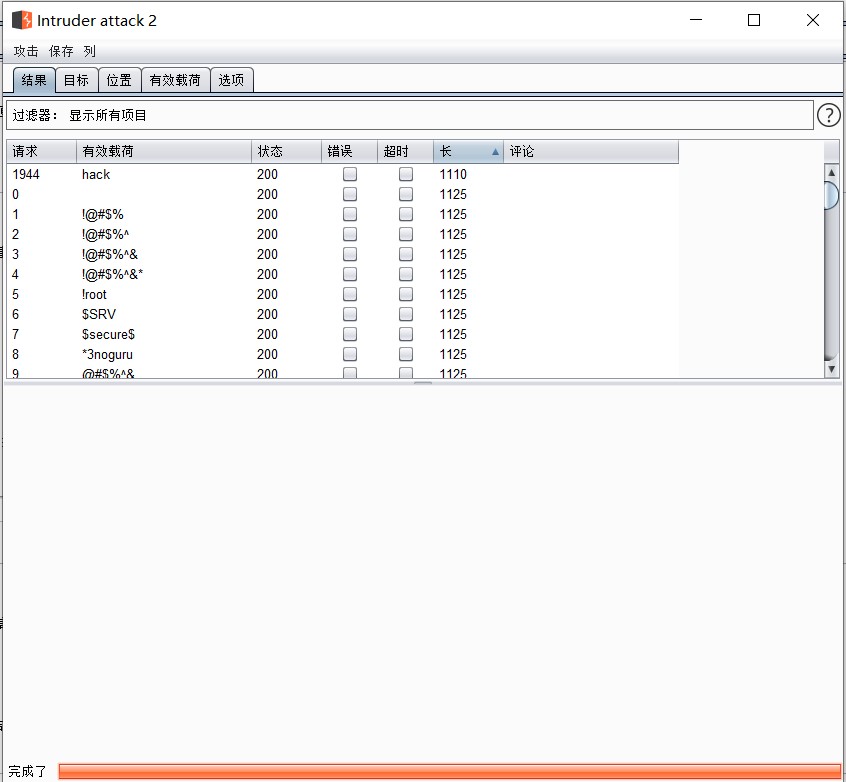 Intruder attack 2
攻击 保存 列
结果 目标 位置 有效载荷 选项
过滤器： 显示所有项目
?
请求 有效载荷 状态 错误 超时 长 评论
1944 hack 200 1110
0 200 1125
1 !@#$% 200 1125
2 !@#$%^ 200 1125
3 !@#$%^& 200 1125
4 !@#$%^&* 200 1125
5 !root 200 1125
6 $SRV 200 1125
7 $secure$ 200 1125
8 *3noguru 200 1125
9 @#$%^& 200 1125
完成了